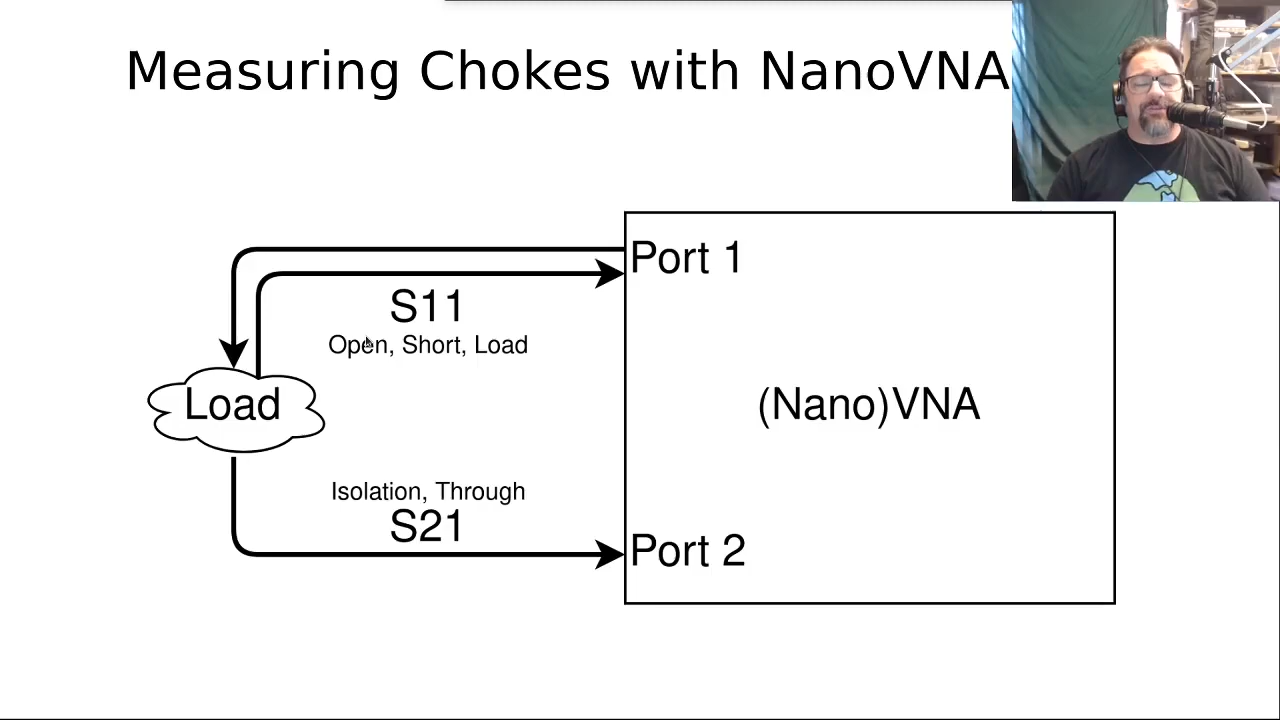 Measuring Chokes with NanoVNA
Port 1
S11
Open, Short, Load
Load
(Nano)VNA
Isolation, Through
S21
Port 2